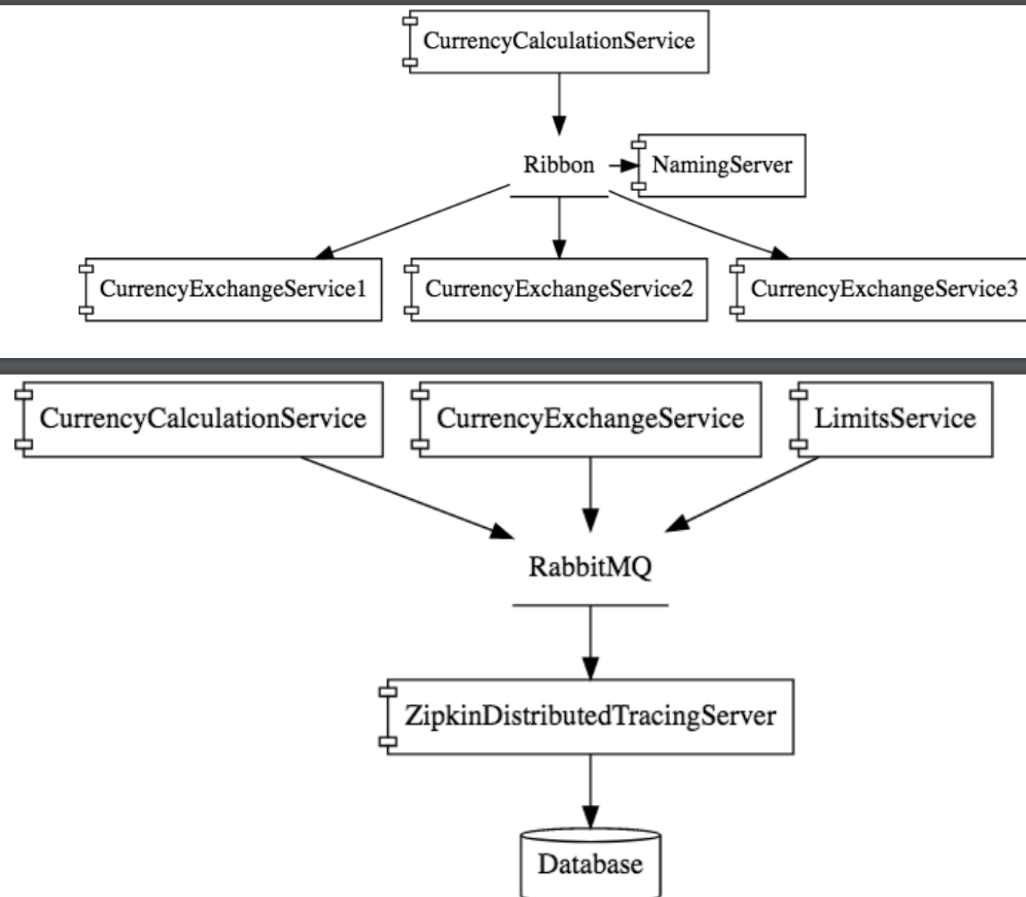 CurrencyCalculationService
Ribbon
NamingServer
CurrencyExchangeService1
CurrencyExchangeService2
CurrencyExchangeService3
CurrencyCalculationService
CurrencyExchangeService
LimitsService
RabbitMQ
ZipkinDistributedTracingServer
Database